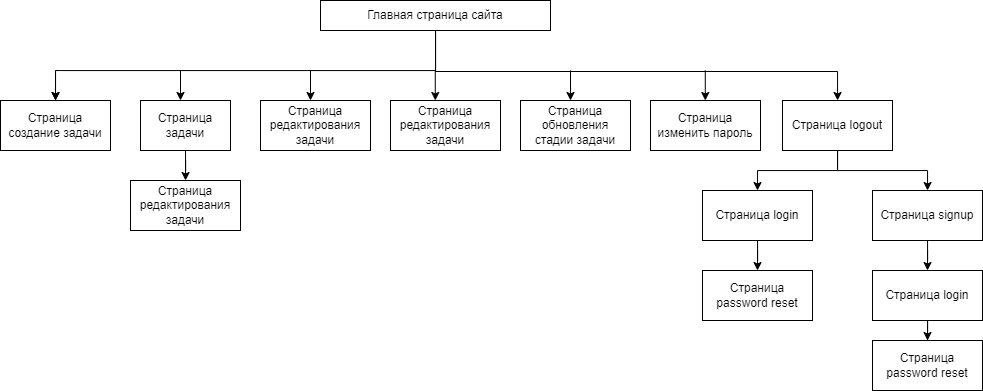 Главная страница сайта
Страница
создание задачи
Страница
задачи
Страница
редактирования
задачи
Страница
редактирования
задачи
Страница
обновления
стадии задачи
Страница
изменить пароль
Страница logout
Страница
редактирования
задачи
Страница login
Страница signup
Страница
password reset
Страница login
Страница
password reset